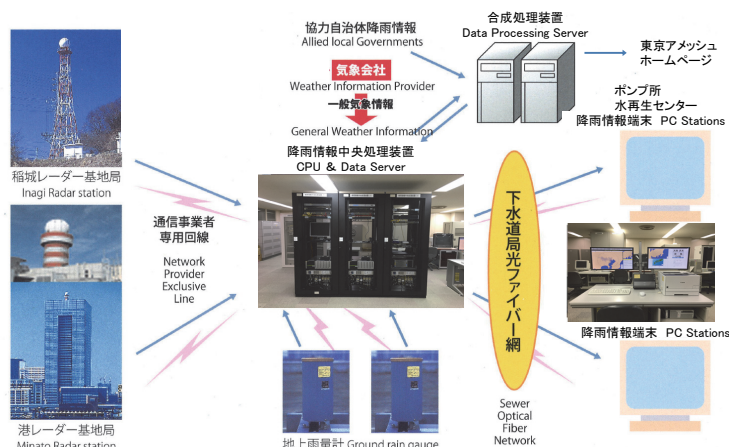 協力自治体降雨情報
Allied local Governments
合成処理装置
Data Processing Server
東京アメッシュ
ホームページ
気象会社
Weather Information Provider
一般気象情報
General Weather Information
ポンプ所
水再生センター
降雨情報端末 PC Stations
降雨情報中央処理装置
CPU & Data Server
稲城レーダー基地局
Inagi Radar station
通信事業者
専用回線
Network
Provider
Exclusive
Line
下水道局光ファイバー網
降雨情報端末 PC Stations
Sewer
Optical
Fiber
Network
港レーダー基地局
Minato Radar station
地上雨量計 Ground rain gauge